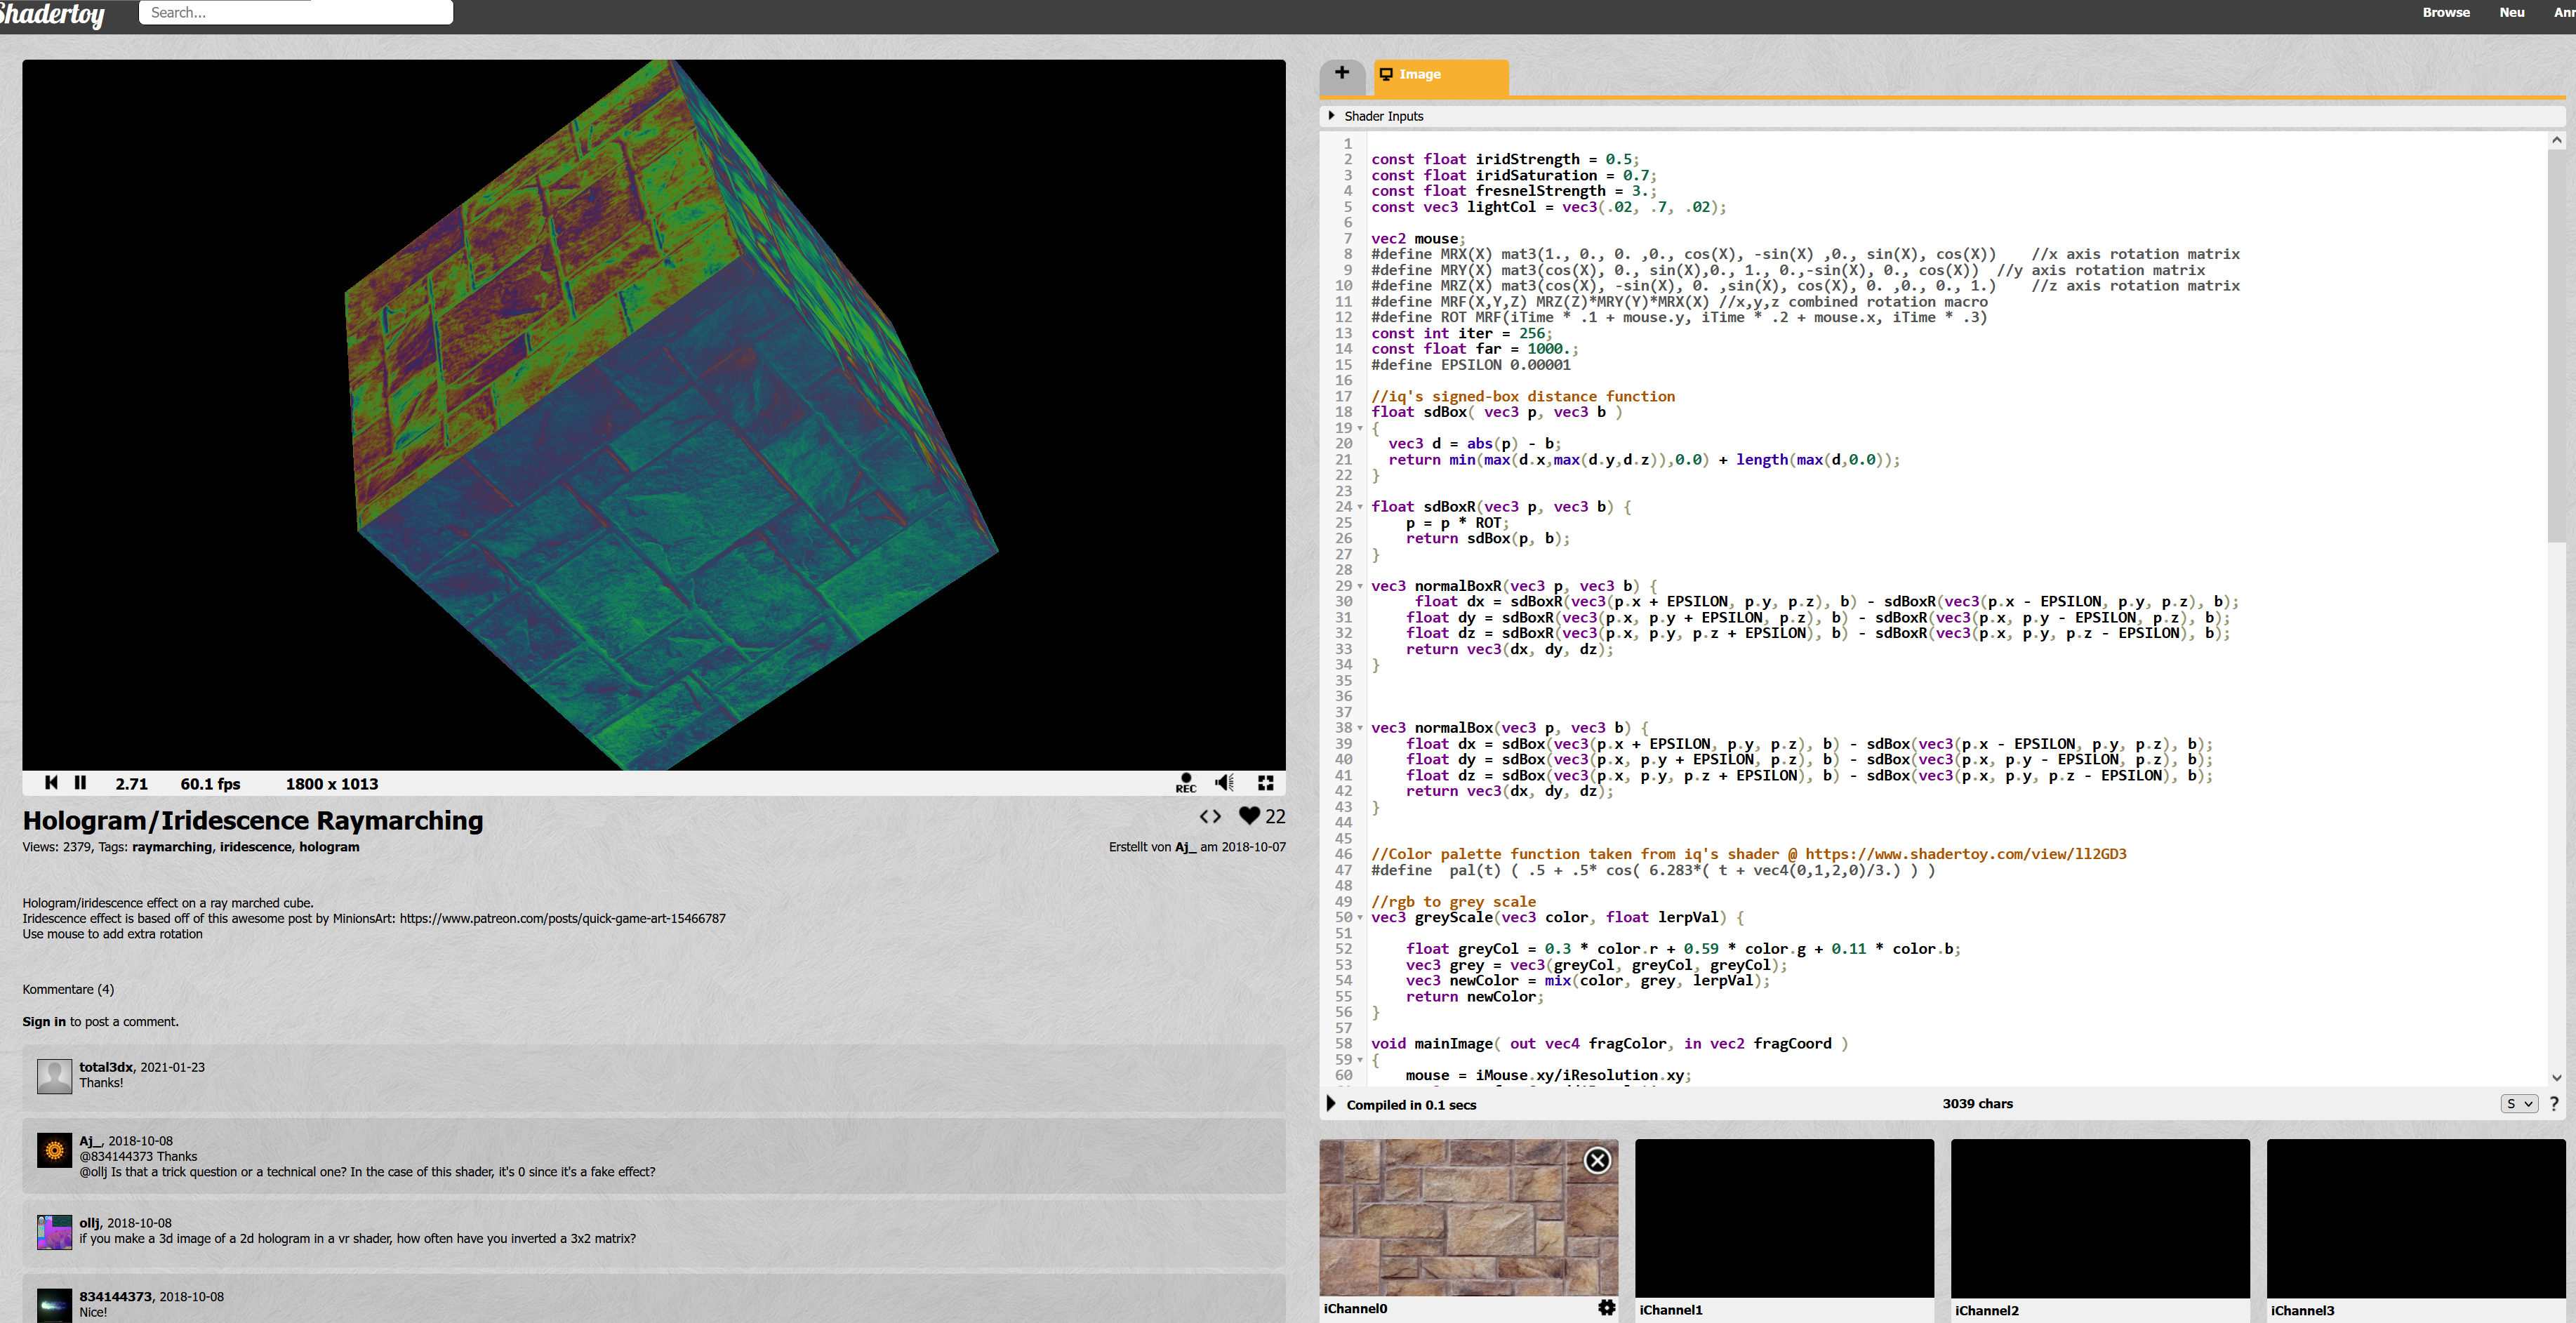 Shadertoy
Search...
Browse Neu
2.71 60.1 fps 1800 x 1013
REC
Hologram/Iridescence Raymarching
22
Views: 2379, Tags: raymarching, iridescence, hologram
Erstellt von Aj_ am 2018-10-07
Hologram/iridescence effect on a ray marched cube.
Iridescence effect is based off of this awesome post by MinionsArt: https://www.patreon.com/posts/quick-game-art-15466787
Use mouse to add extra rotation
Kommentare (4)
Sign in to post a comment.
total3dx, 2021-01-23
Thanks!
Aj_, 2018-10-08
@834144373 Thanks
@ollj Is that a trick question or a technical one? In the case of this shader, it's 0 since it's a fake effect?
ollj, 2018-10-08
if you make a 3d image of a 2d hologram in a vr shader, how often have you inverted a 3x2 matrix?
834144373, 2018-10-08
Nice!
+ Image
Shader Inputs
1
2 const float iridStrength = 0.5;
3 const float iridSaturation = 0.7;
4 const float fresnelStrength = 3.;
5 const vec3 lightCol = vec3(.02, .7, .02);
6
7 vec2 mouse;
8 #define MRX(X) mat3(1., 0., 0. ,0., cos(X), -sin(X) ,0., sin(X), cos(X)) //x axis rotation matrix
9 #define MRY(X) mat3(cos(X), 0., sin(X),0., 1., 0.,-sin(X), 0., cos(X)) //y axis rotation matrix
10 #define MRZ(X) mat3(cos(X), -sin(X), 0. ,sin(X), cos(X), 0. ,0., 0., 1.) //z axis rotation matrix
11 #define MRF(X,Y,Z) MRZ(Z)*MRY(Y)*MRX(X) //x,y,z combined rotation macro
12 #define ROT MRF(iTime * .1 + mouse.y, iTime * .2 + mouse.x, iTime * .3)
13 const int iter = 256;
14 const float far = 1000.;
15 #define EPSILON 0.00001
16
17 //iq's signed-box distance function
18 float sdBox( vec3 p, vec3 b )
19 {
20 vec3 d = abs(p) - b;
21 return min(max(d.x,max(d.y,d.z)),0.0) + length(max(d,0.0));
22 }
23
24 float sdBoxR(vec3 p, vec3 b) {
25 p = p * ROT;
26 return sdBox(p, b);
27 }
28
29 vec3 normalBoxR(vec3 p, vec3 b) {
30 float dx = sdBoxR(vec3(p.x + EPSILON, p.y, p.z), b) - sdBoxR(vec3(p.x - EPSILON, p.y, p.z), b);
31 float dy = sdBoxR(vec3(p.x, p.y + EPSILON, p.z), b) - sdBoxR(vec3(p.x, p.y - EPSILON, p.z), b);
32 float dz = sdBoxR(vec3(p.x, p.y, p.z + EPSILON), b) - sdBoxR(vec3(p.x, p.y, p.z - EPSILON), b);
33 return vec3(dx, dy, dz);
34 }
35
36
37
38 vec3 normalBox(vec3 p, vec3 b) {
39 float dx = sdBox(vec3(p.x + EPSILON, p.y, p.z), b) - sdBox(vec3(p.x - EPSILON, p.y, p.z), b);
40 float dy = sdBox(vec3(p.x, p.y + EPSILON, p.z), b) - sdBox(vec3(p.x, p.y - EPSILON, p.z), b);
41 float dz = sdBox(vec3(p.x, p.y, p.z + EPSILON), b) - sdBox(vec3(p.x, p.y, p.z - EPSILON), b);
42 return vec3(dx, dy, dz);
43 }
44
45
46 //Color palette function taken from iq's shader @ https://www.shadertoy.com/view/ll2GD3
47 #define pal(t) ( .5 + .5* cos( 6.283*( t + vec4(0,1,2,0)/3.) ) )
48
49 //rgb to grey scale
50 vec3 greyScale(vec3 color, float lerpVal) {
51
52 float greyCol = 0.3 * color.r + 0.59 * color.g + 0.11 * color.b;
53 vec3 grey = vec3(greyCol, greyCol, greyCol);
54 vec3 newColor = mix(color, grey, lerpVal);
55 return newColor;
56 }
57
58 void mainImage( out vec4 fragColor, in vec2 fragCoord )
59 {
60 mouse = iMouse.xy/iResolution.xy;
Compiled in 0.1 secs 3039 chars S ?
iChannel0 iChannel1 iChannel2 iChannel3